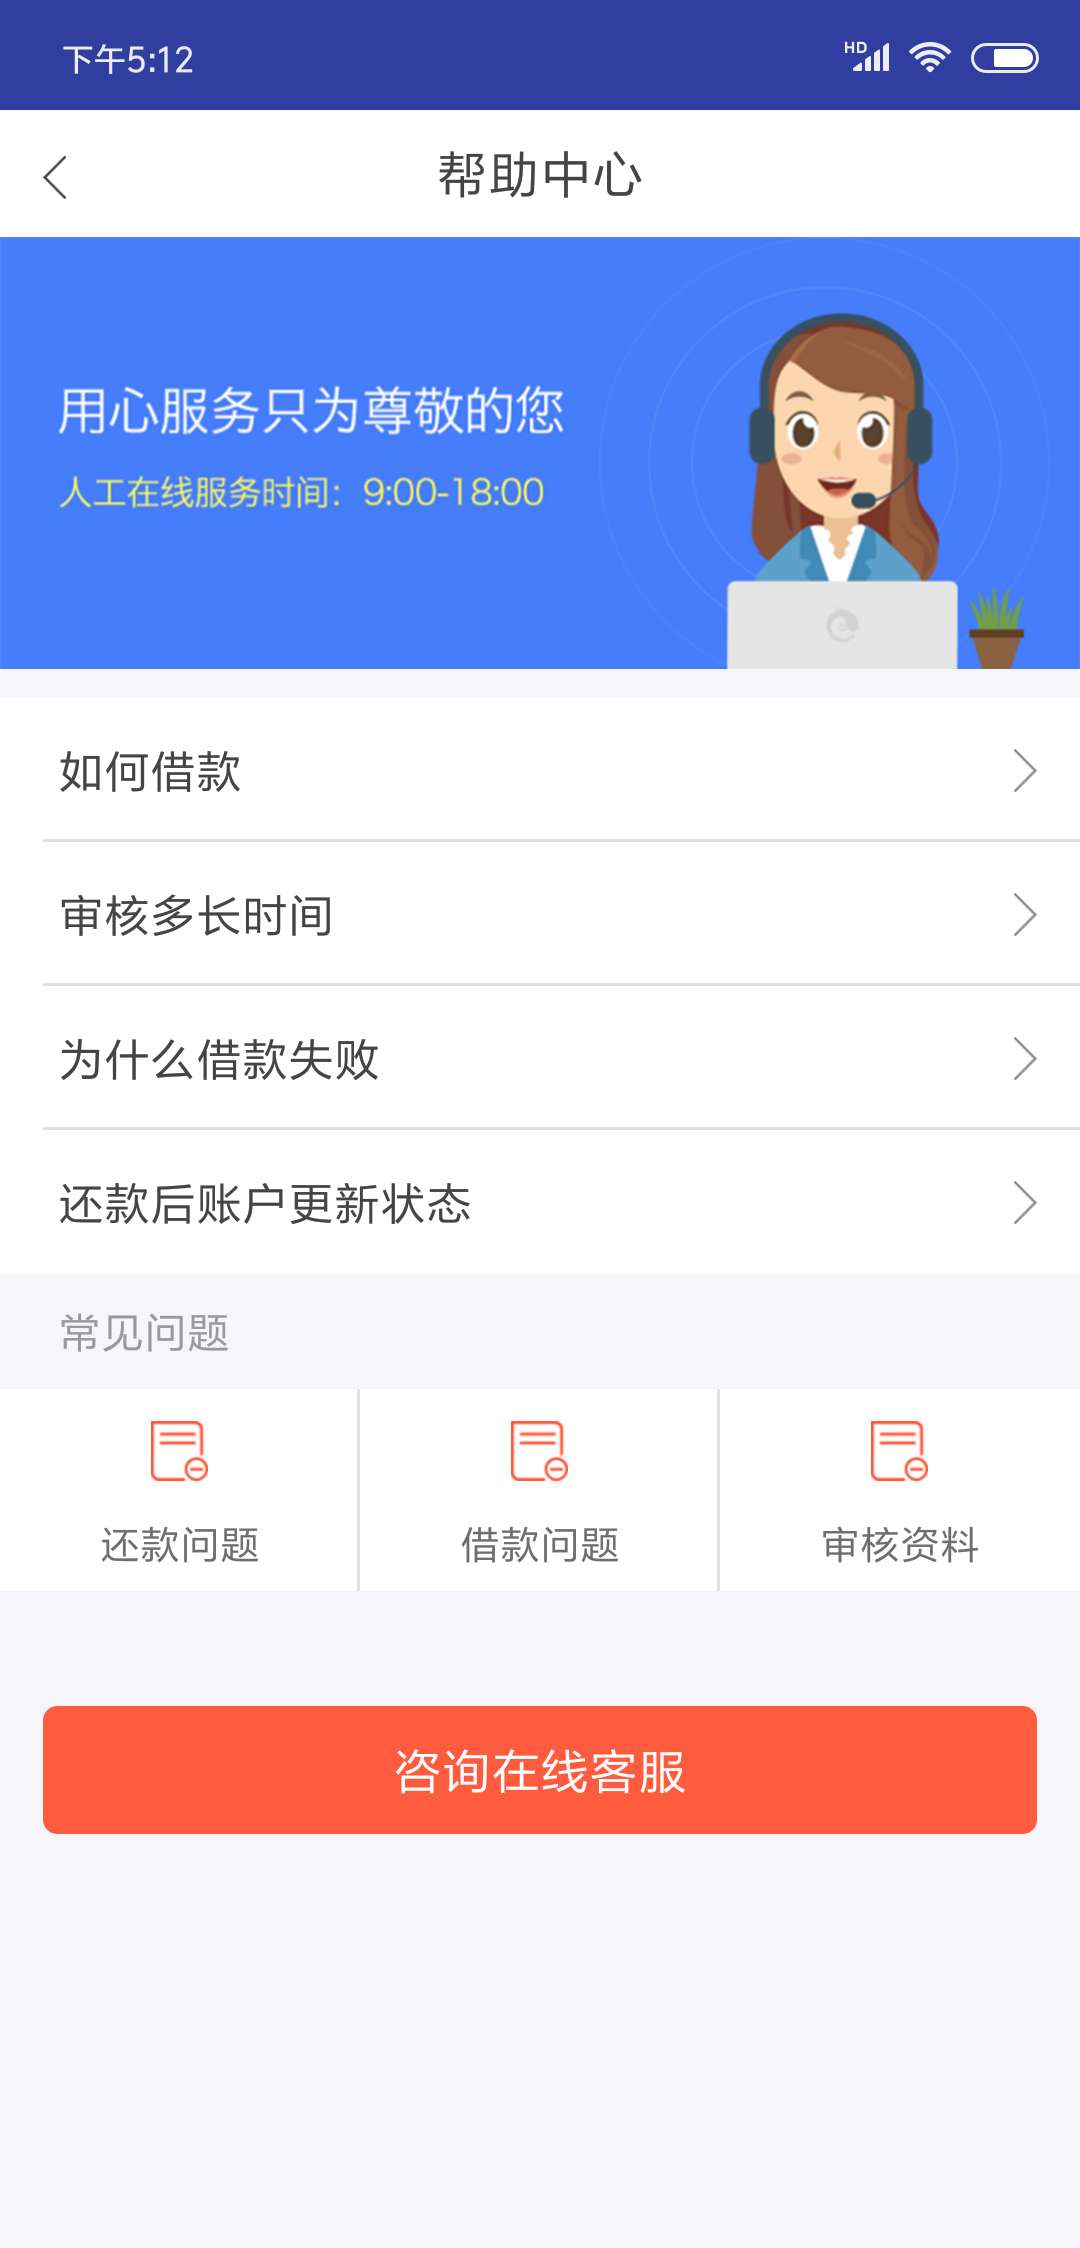 下午5:12
HD
帮助中心
用心服务只为尊敬的您
人工在线服务时间：9:00-18:00
如何借款
审核多长时间
为什么借款失败
还款后账户更新状态
常见问题
还款问题
借款问题
审核资料
咨询在线客服